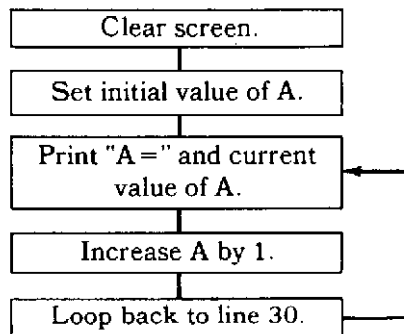 Clear screen.
Set initial value of A.
Print "A=" and current
value of A.
Increase A by 1.
Loop back to line 30.